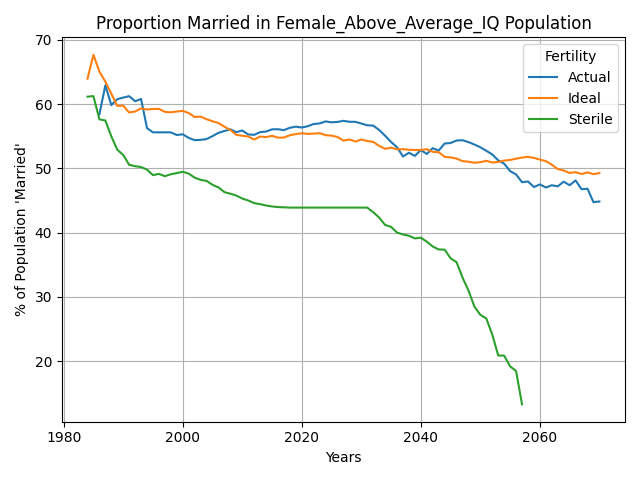 Proportion Married in Female_Above_Average_IQ Population
% of Population 'Married'
70
60
50
40
30
20
1980
2000
2020
2040
2060
Years
Fertility
Actual
Ideal
Sterile